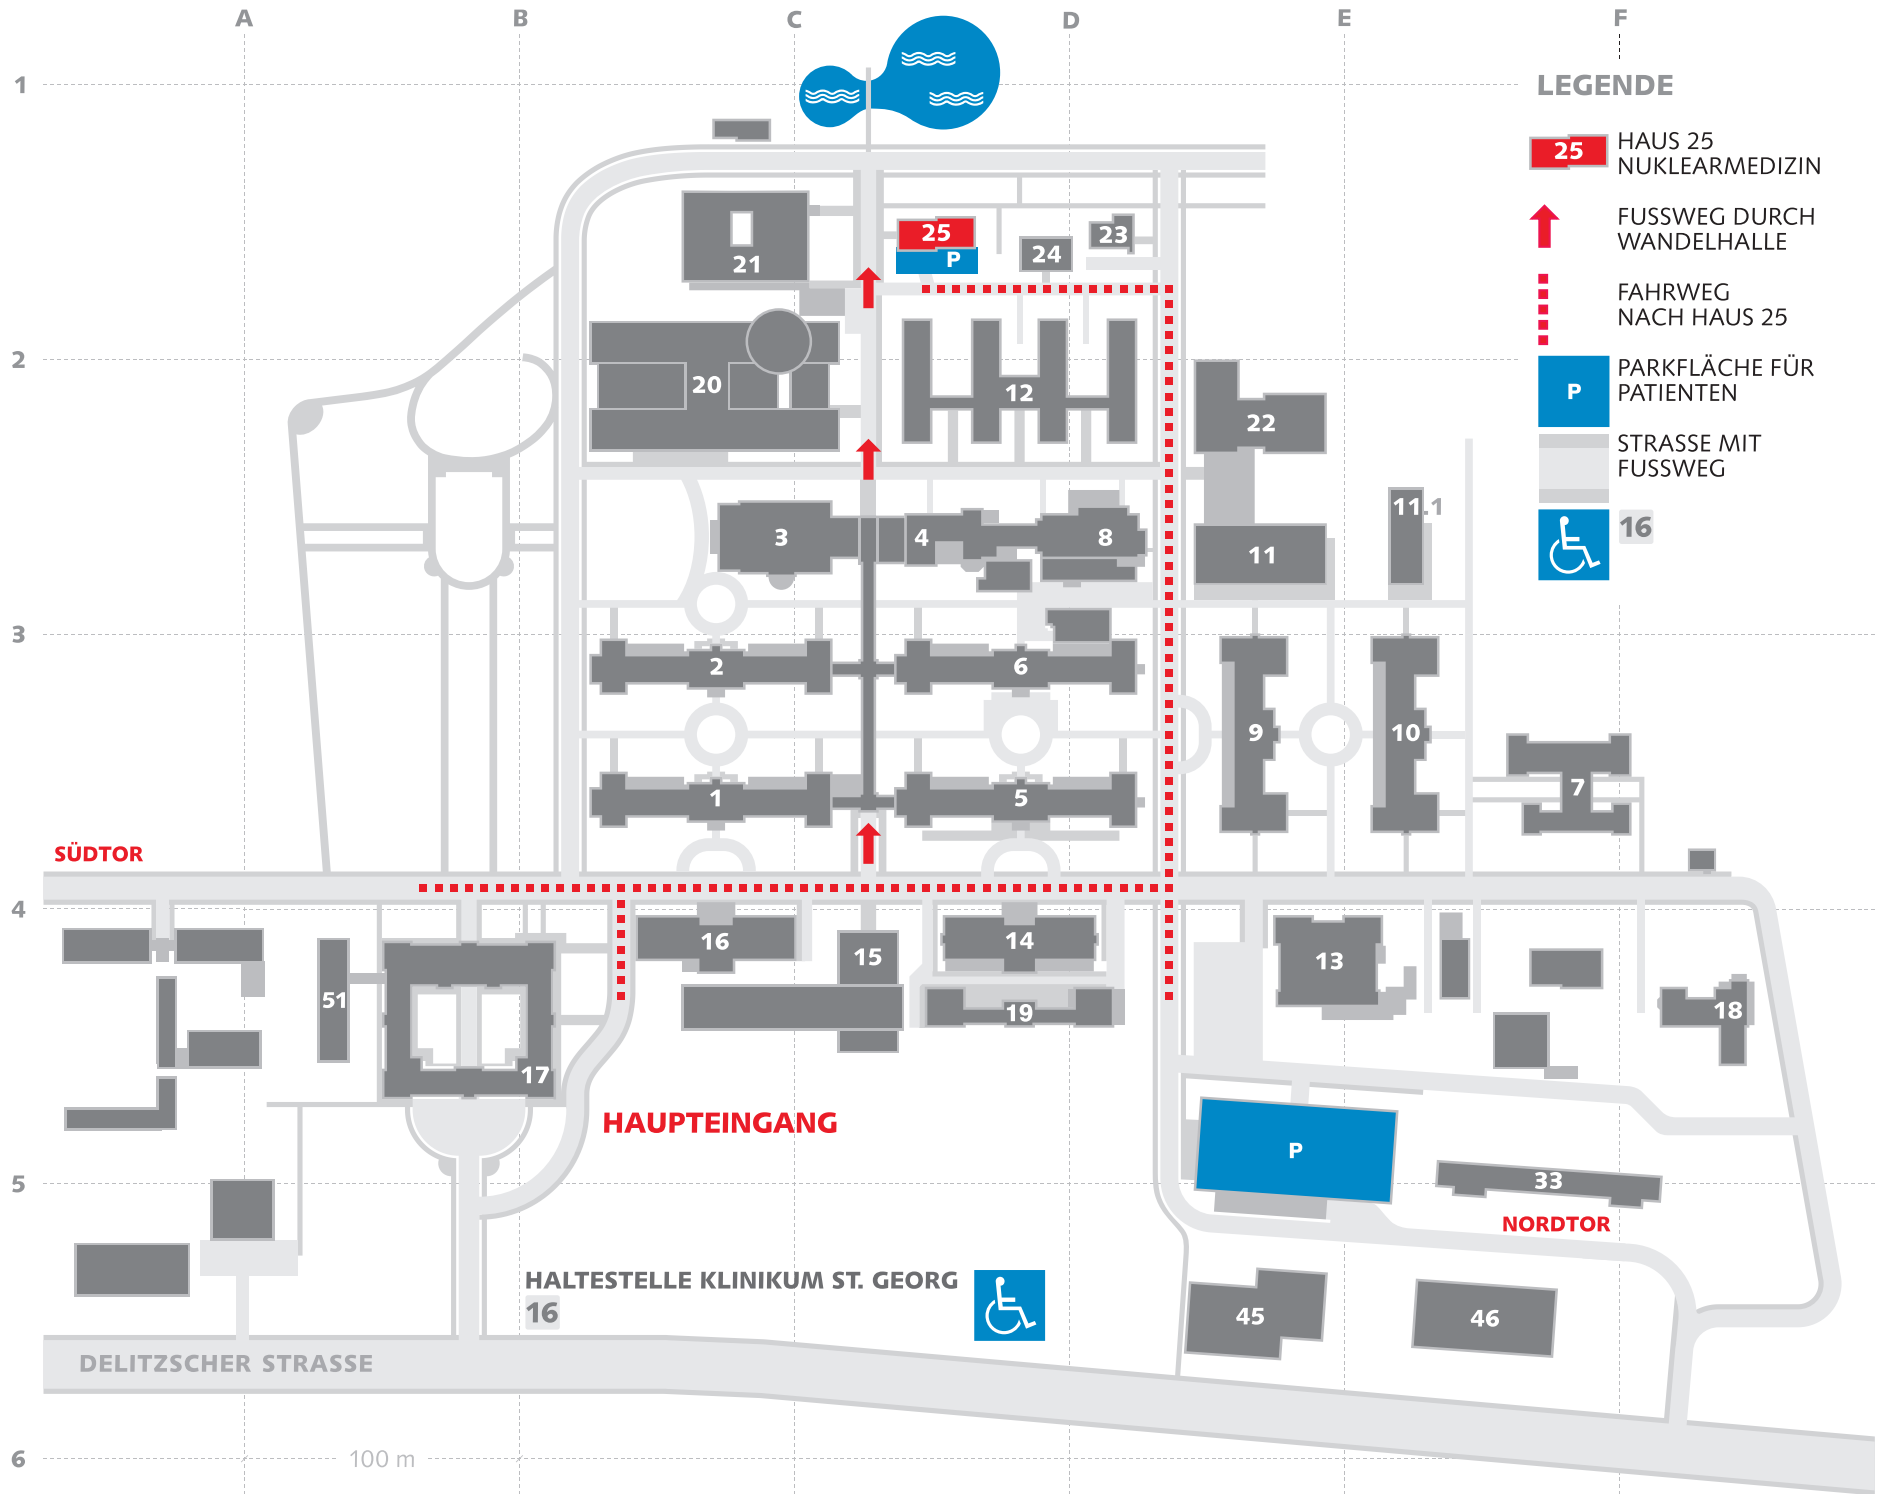 A B C D E F
1
LEGENDE
25 HAUS 25
NUKLEARMEDIZIN
FUSSWEG DURCH
WANDELHALLE
FAHRWEG
NACH HAUS 25
P PARKFLÄCHE FÜR
PATIENTEN
STRASSE MIT
FUSSWEG
16
25
23
24
P
21
2
20
12
22
11.1
3
4
8
11
3
2
6
9
10
7
1
5
SÜDTOR
4
16
14
15
13
51
19
18
17
HAUPTEINGANG
P
5
33
NORDTOR
HALTESTELLE KLINIKUM ST. GEORG
16
45
46
DELITZSCHER STRASSE
6
100 m